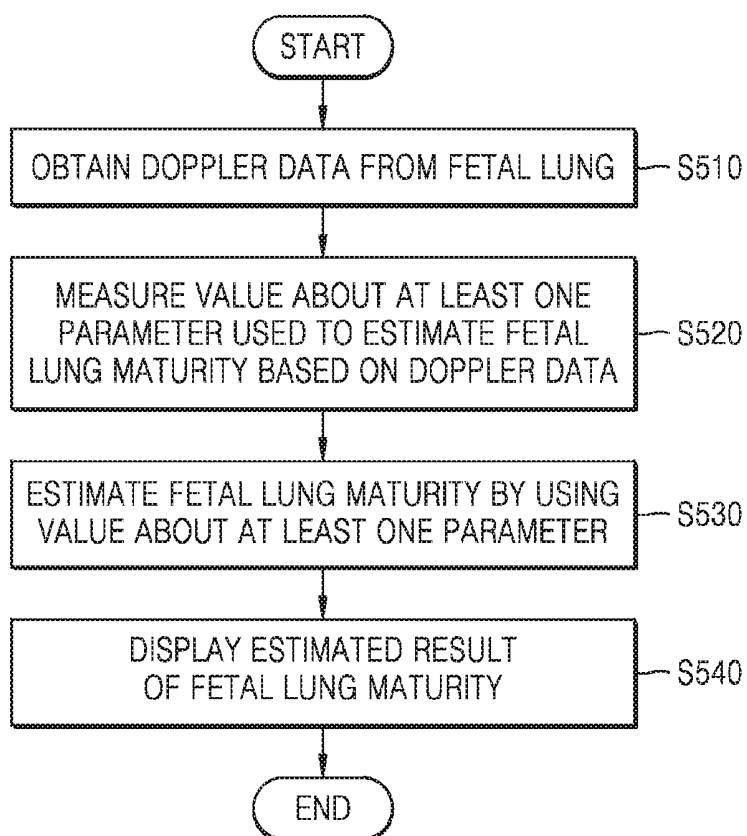 START
OBTAIN DOPPLER DATA FROM FETAL LUNG
S510
MEASURE VALUE ABOUT AT LEAST ONE
PARAMETER USED TO ESTIMATE FETAL
LUNG MATURITY BASED ON DOPPLER DATA
S520
ESTIMATE FETAL LUNG MATURITY BY USING
VALUE ABOUT AT LEAST ONE PARAMETER
S530
DISPLAY ESTIMATED RESULT
OF FETAL LUNG MATURITY
S540
END